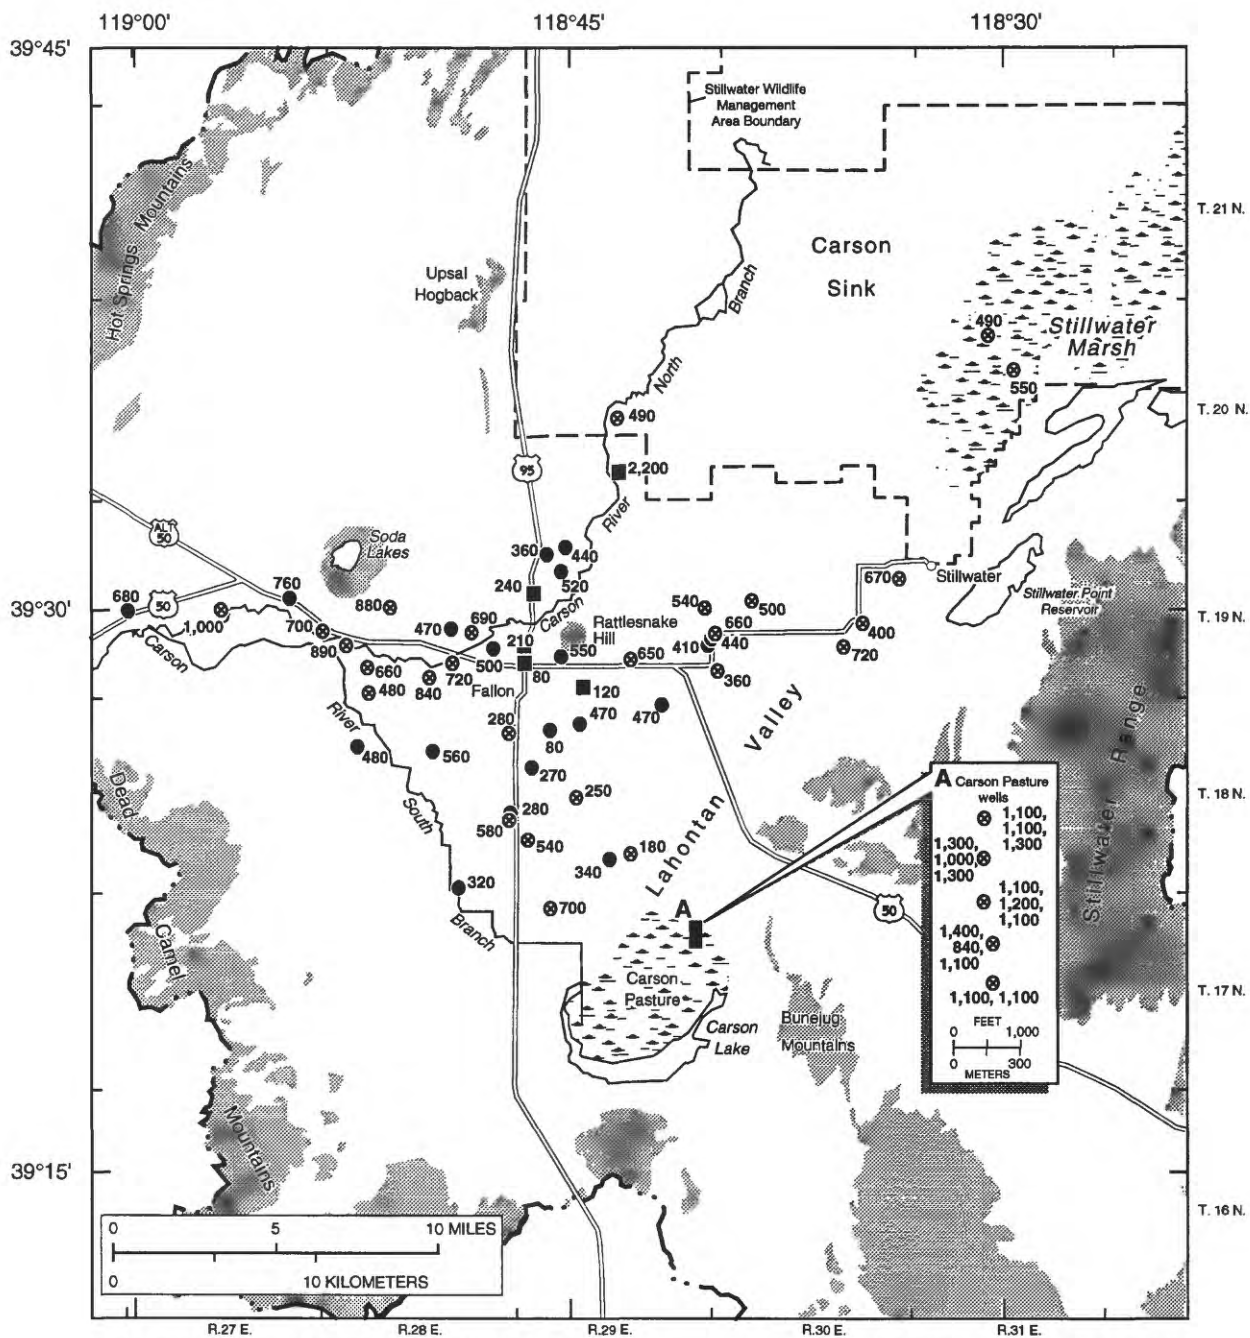 119°00' 118°45' 118°30'
39°45'
Stillwater Wildlife
Management
Area Boundary
T. 21 N.
Hot Springs Mountains
Upsal
Hogback
Carson
Sink
Branch
490
Stillwater
Marsh
550
North
T. 20 N.
490
95
2,200
ALT
50
River
Soda
Lakes
360
440
520
670
Stillwater
680
50
760
880
240
540
500
Stillwater Point
Reservoir
39°30'
1,000
700
470
690
Carson
Rattlesnake
Hill
660
440
400
T. 19 N.
Carson
890
210
550
650
410
720
660
480
840
720
500
Fallon
80
360
120
280
470
470
Valley
80
River
480
560
270
Range
Dead
A Carson Pasture
wells
1,100,
1,100,
1,300
250
280
580
T. 18 N.
South
540
180
340
Lahontan
1,300,
1,000,
1,300
Stillwater
320
1,100,
1,200,
1,100
700
A
50
Branch
1,400,
840,
1,100
Camel
Carson
Pasture
1,100, 1,100
T. 17 N.
Carson
Lake
Bunejug
Mountains
FEET
0 1,000
0 300
METERS
Mountains
39°15'
T. 16 N.
0 5 10 MILES
0 10 KILOMETERS
R.27 E. R.28 E. R.29 E. R.30 E. R.31 E.